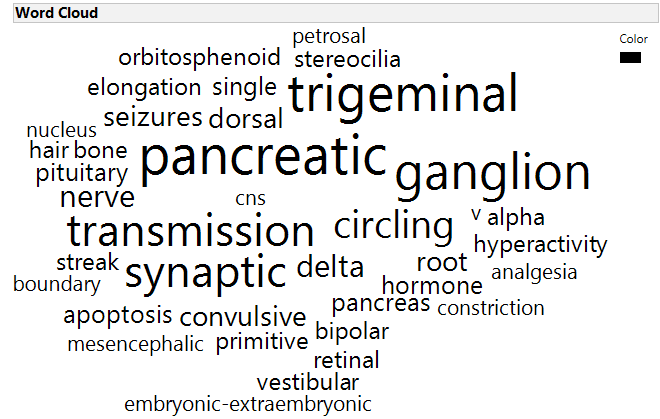 Word Cloud
Color
petrosal
orbitosphenoid stereocilia
elongation single trigeminal
seizures dorsal
nucleus
hair bone pancreatic ganglion
pituitary
nerve cns
transmission circling v alpha
hyperactivity
streak synaptic delta root analgesia
boundary hormone
pancreas constriction
apoptosis convulsive
mesencephalic primitive bipolar
retinal
vestibular
embryonic-extraembryonic